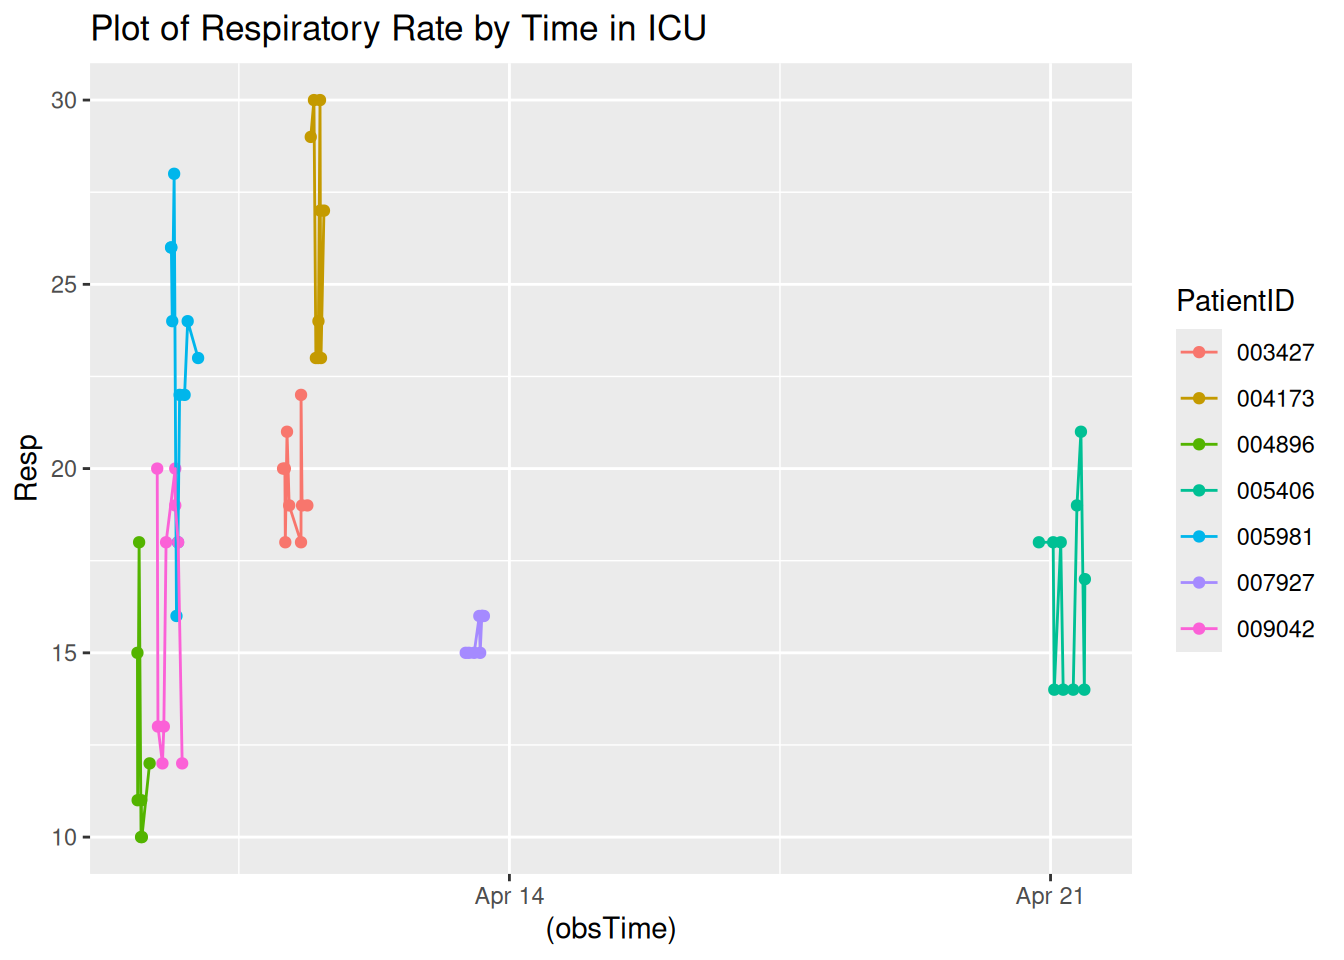 Plot of Respiratory Rate by Time in ICU
30
25
20
15
10
Resp
Apr 14
Apr 21
(obsTime)
PatientID
003427
004173
004896
005406
005981
007927
009042